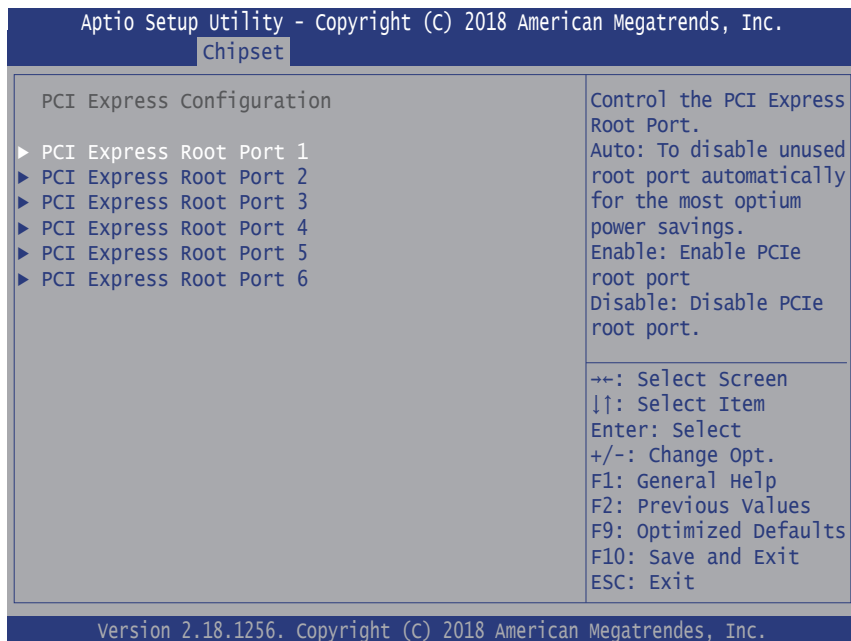 Aptio Setup Utility - Copyright (C) 2018 American Megatrends, Inc.
Chipset
PCI Express Configuration
▶ PCI Express Root Port 1
▶ PCI Express Root Port 2
▶ PCI Express Root Port 3
▶ PCI Express Root Port 4
▶ PCI Express Root Port 5
▶ PCI Express Root Port 6
Control the PCI Express
Root Port.
Auto: To disable unused
root port automatically
for the most optium
power savings.
Enable: Enable PCIe
root port
Disable: Disable PCIe
root port.
→←: Select Screen
↓↑: Select Item
Enter: Select
+/-: Change Opt.
F1: General Help
F2: Previous Values
F9: Optimized Defaults
F10: Save and Exit
ESC: Exit
Version 2.18.1256. Copyright (C) 2018 American Megatrendes, Inc.